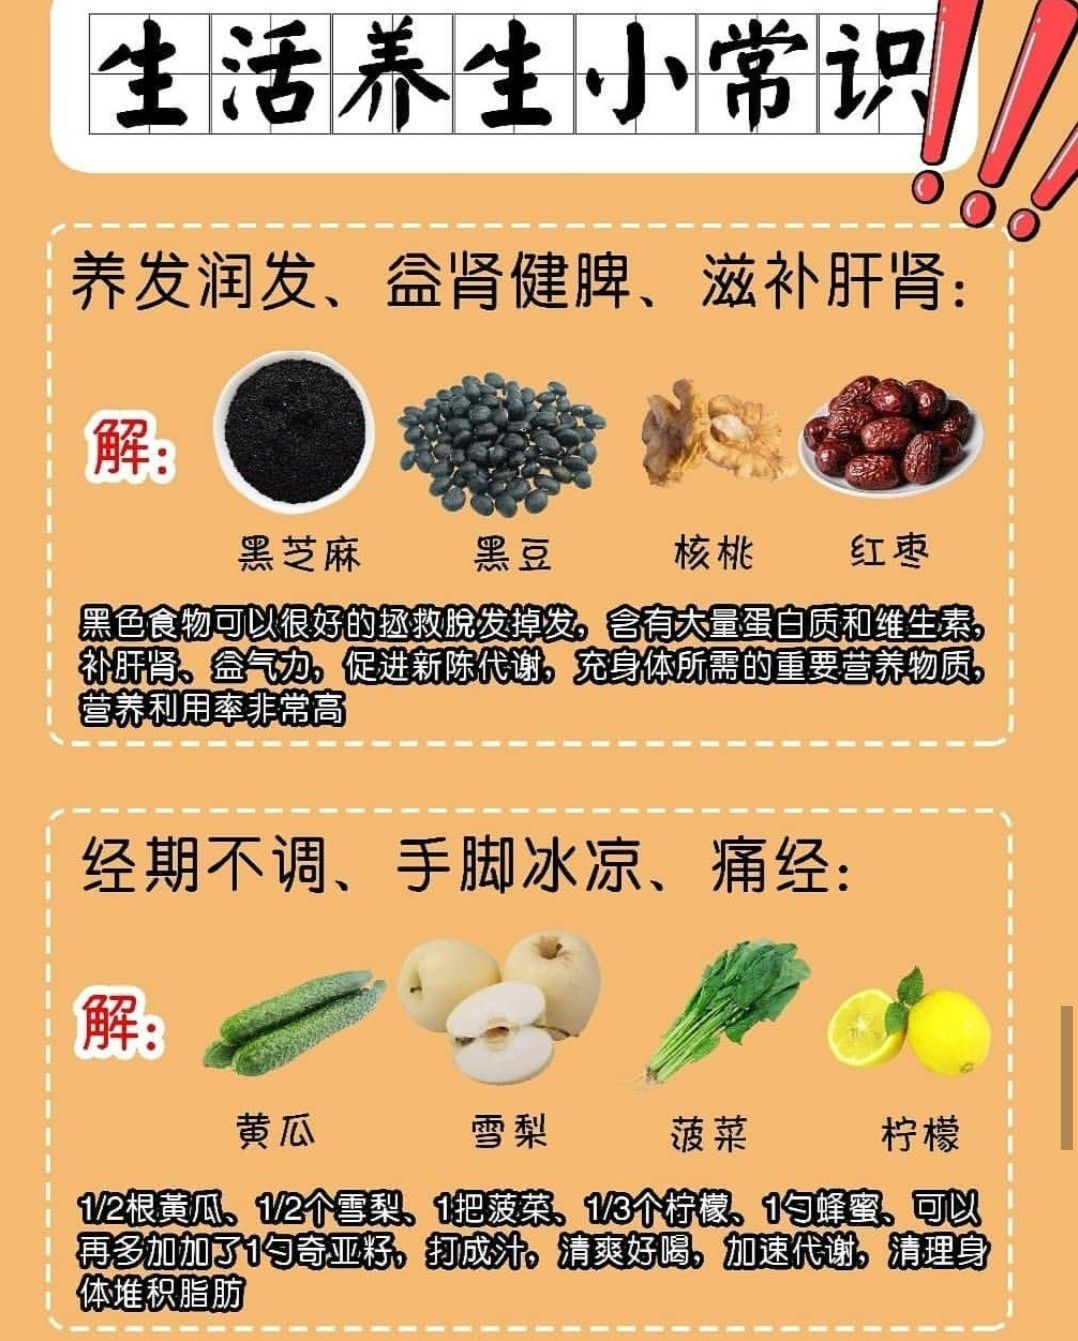 生活养生小常识
养发润发、益肾健脾、滋补肝肾:
解:
黑芝麻 黑豆 核桃 红枣
黑色食物可以很好的拯救脱发掉发，含有大量蛋白质和维生素，
补肝肾、益气力，促进新陈代谢，充身体所需的重要营养物质，
营养利用率非常高
经期不调、手脚冰凉、痛经:
解:
黄瓜 雪梨 菠菜 柠檬
1/2根黄瓜、1/2个雪梨、1把菠菜、1/3个柠檬、1勺蜂蜜、可以
再多加加了1勺奇亚籽，打成汁，清爽好喝，加速代谢，清理身
体堆积脂肪